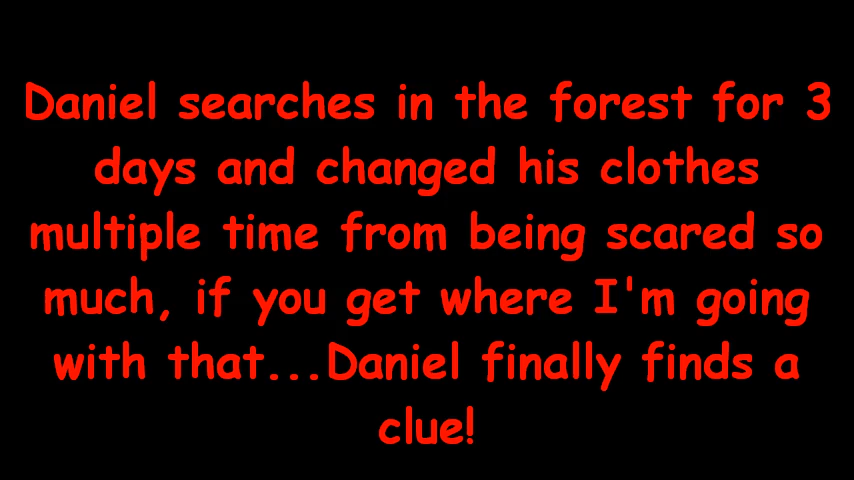 Daniel searches in the forest for 3
days and changed his clothes
multiple time from being scared so
much, if you get where I'm going
with that...Daniel finally finds a
clue!